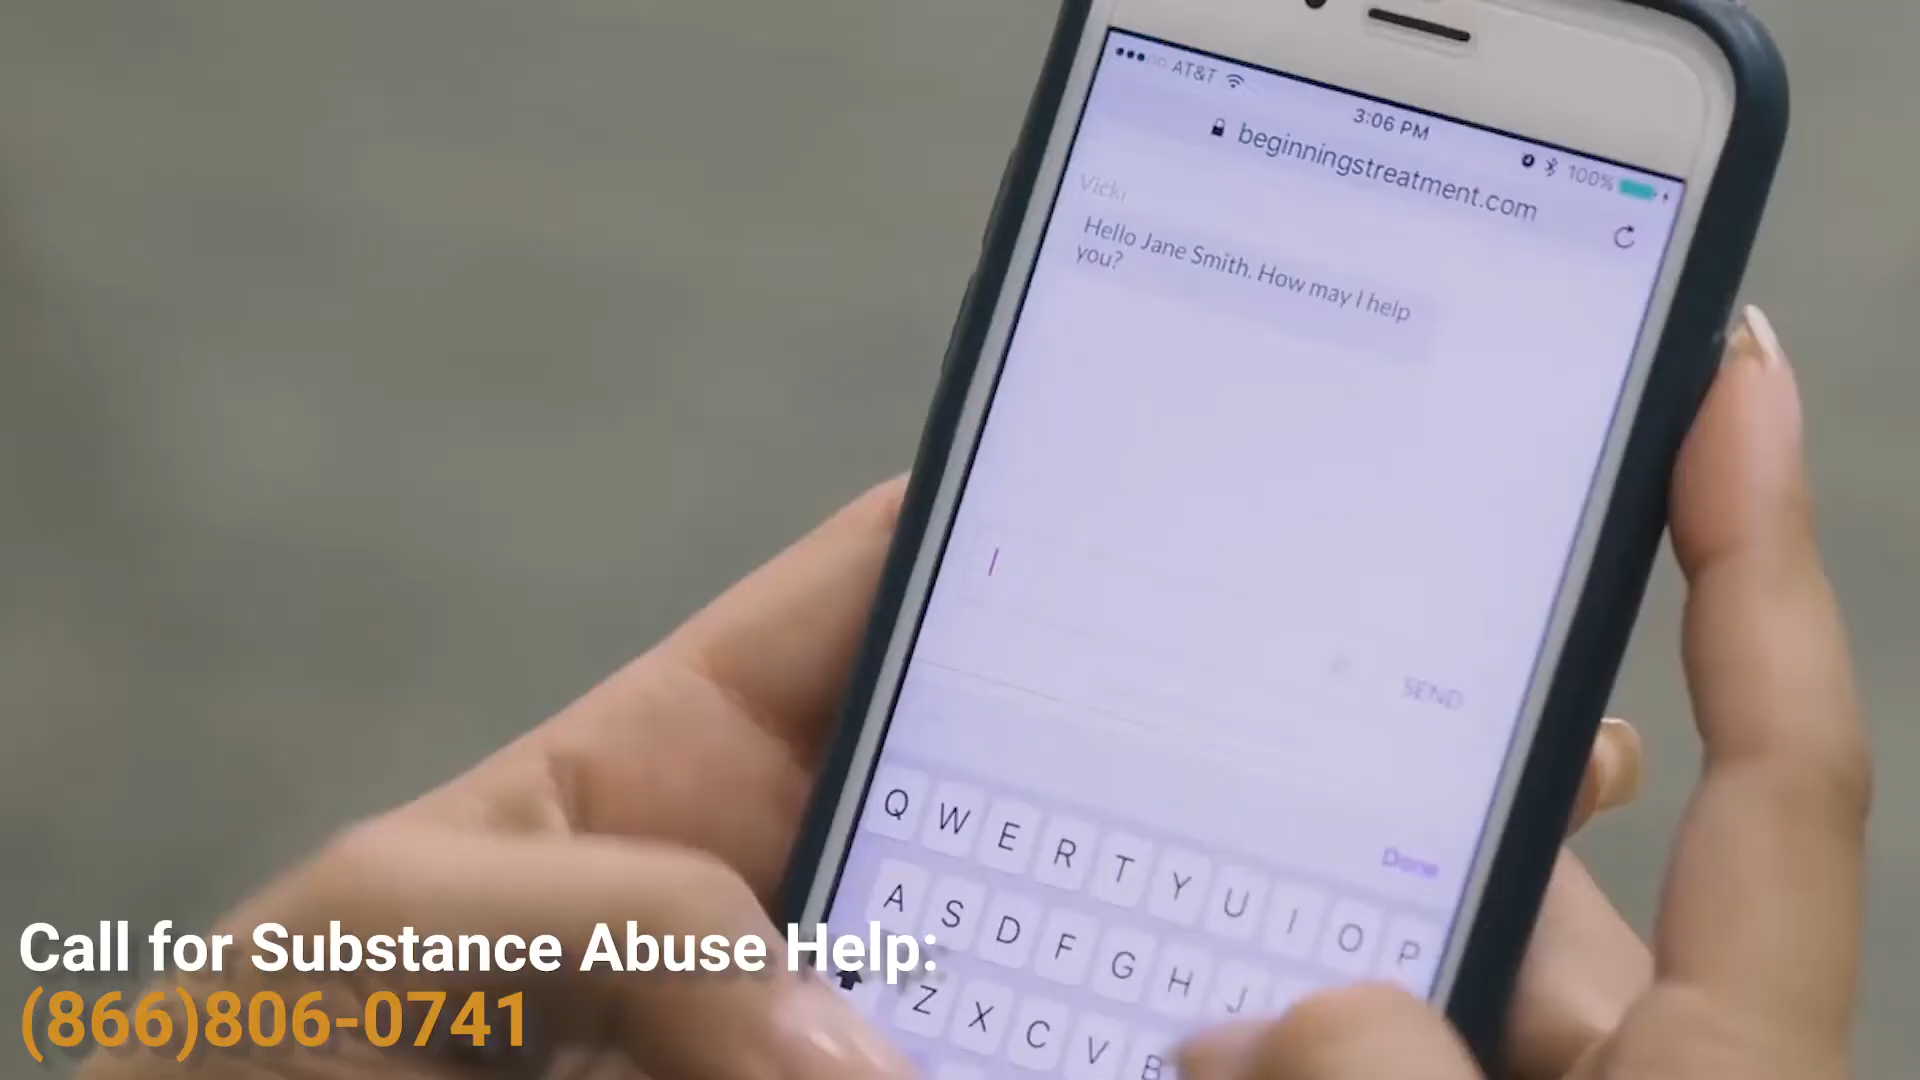 AT&T
3:06 PM
100%
beginningstreatment.com
Vicki
Hello Jane Smith. How may I help
you?
SEND
Done
Q W E R T Y U I O P
A S D F G H J
Z X C V B
Call for Substance Abuse Help:
(866)806-0741